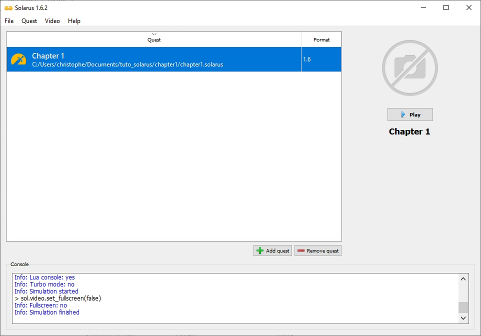 Solarus 1.6.2
File Quest Video Help
Quest Format
Chapter 1 1.6
C:/Users/christophe/Documents/tuto_solarus/chapter1/chapter1.solarus
Play
Chapter 1
Add quest Remove quest
Console
Info: Lua console: yes
Info: Turbo mode: no
Info: Simulation started
> sol.video.set_fullscreen(false)
Info: Fullscreen: no
Info: Simulation finished